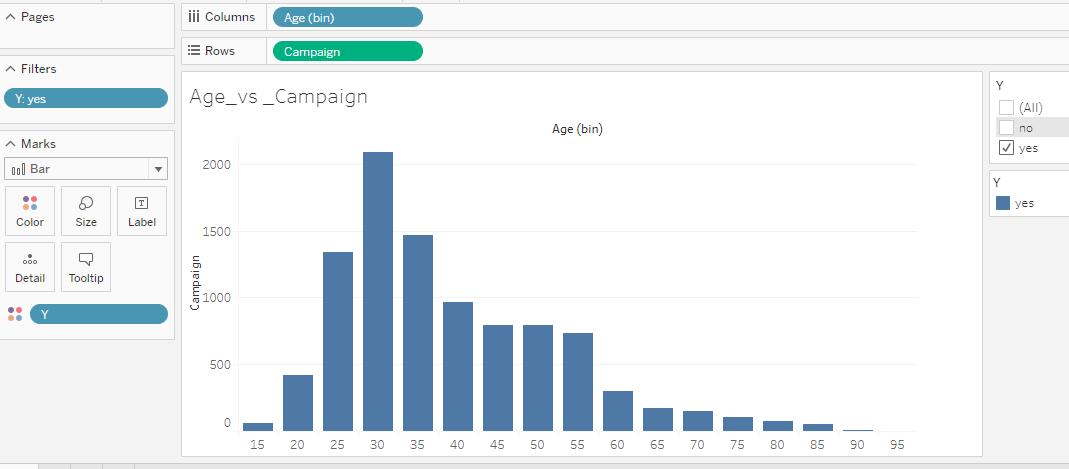 Pages
Columns
Age (bin)
Rows
Campaign
Filters
Y: yes
Marks
Bar
Color
Size
Label
Detail
Tooltip
Y
Age_vs _Campaign
Age (bin)
Campaign
2000
1500
1000
500
0
15 20 25 30 35 40 45 50 55 60 65 70 75 80 85 90 95
Y
(All)
no
yes
Y
yes